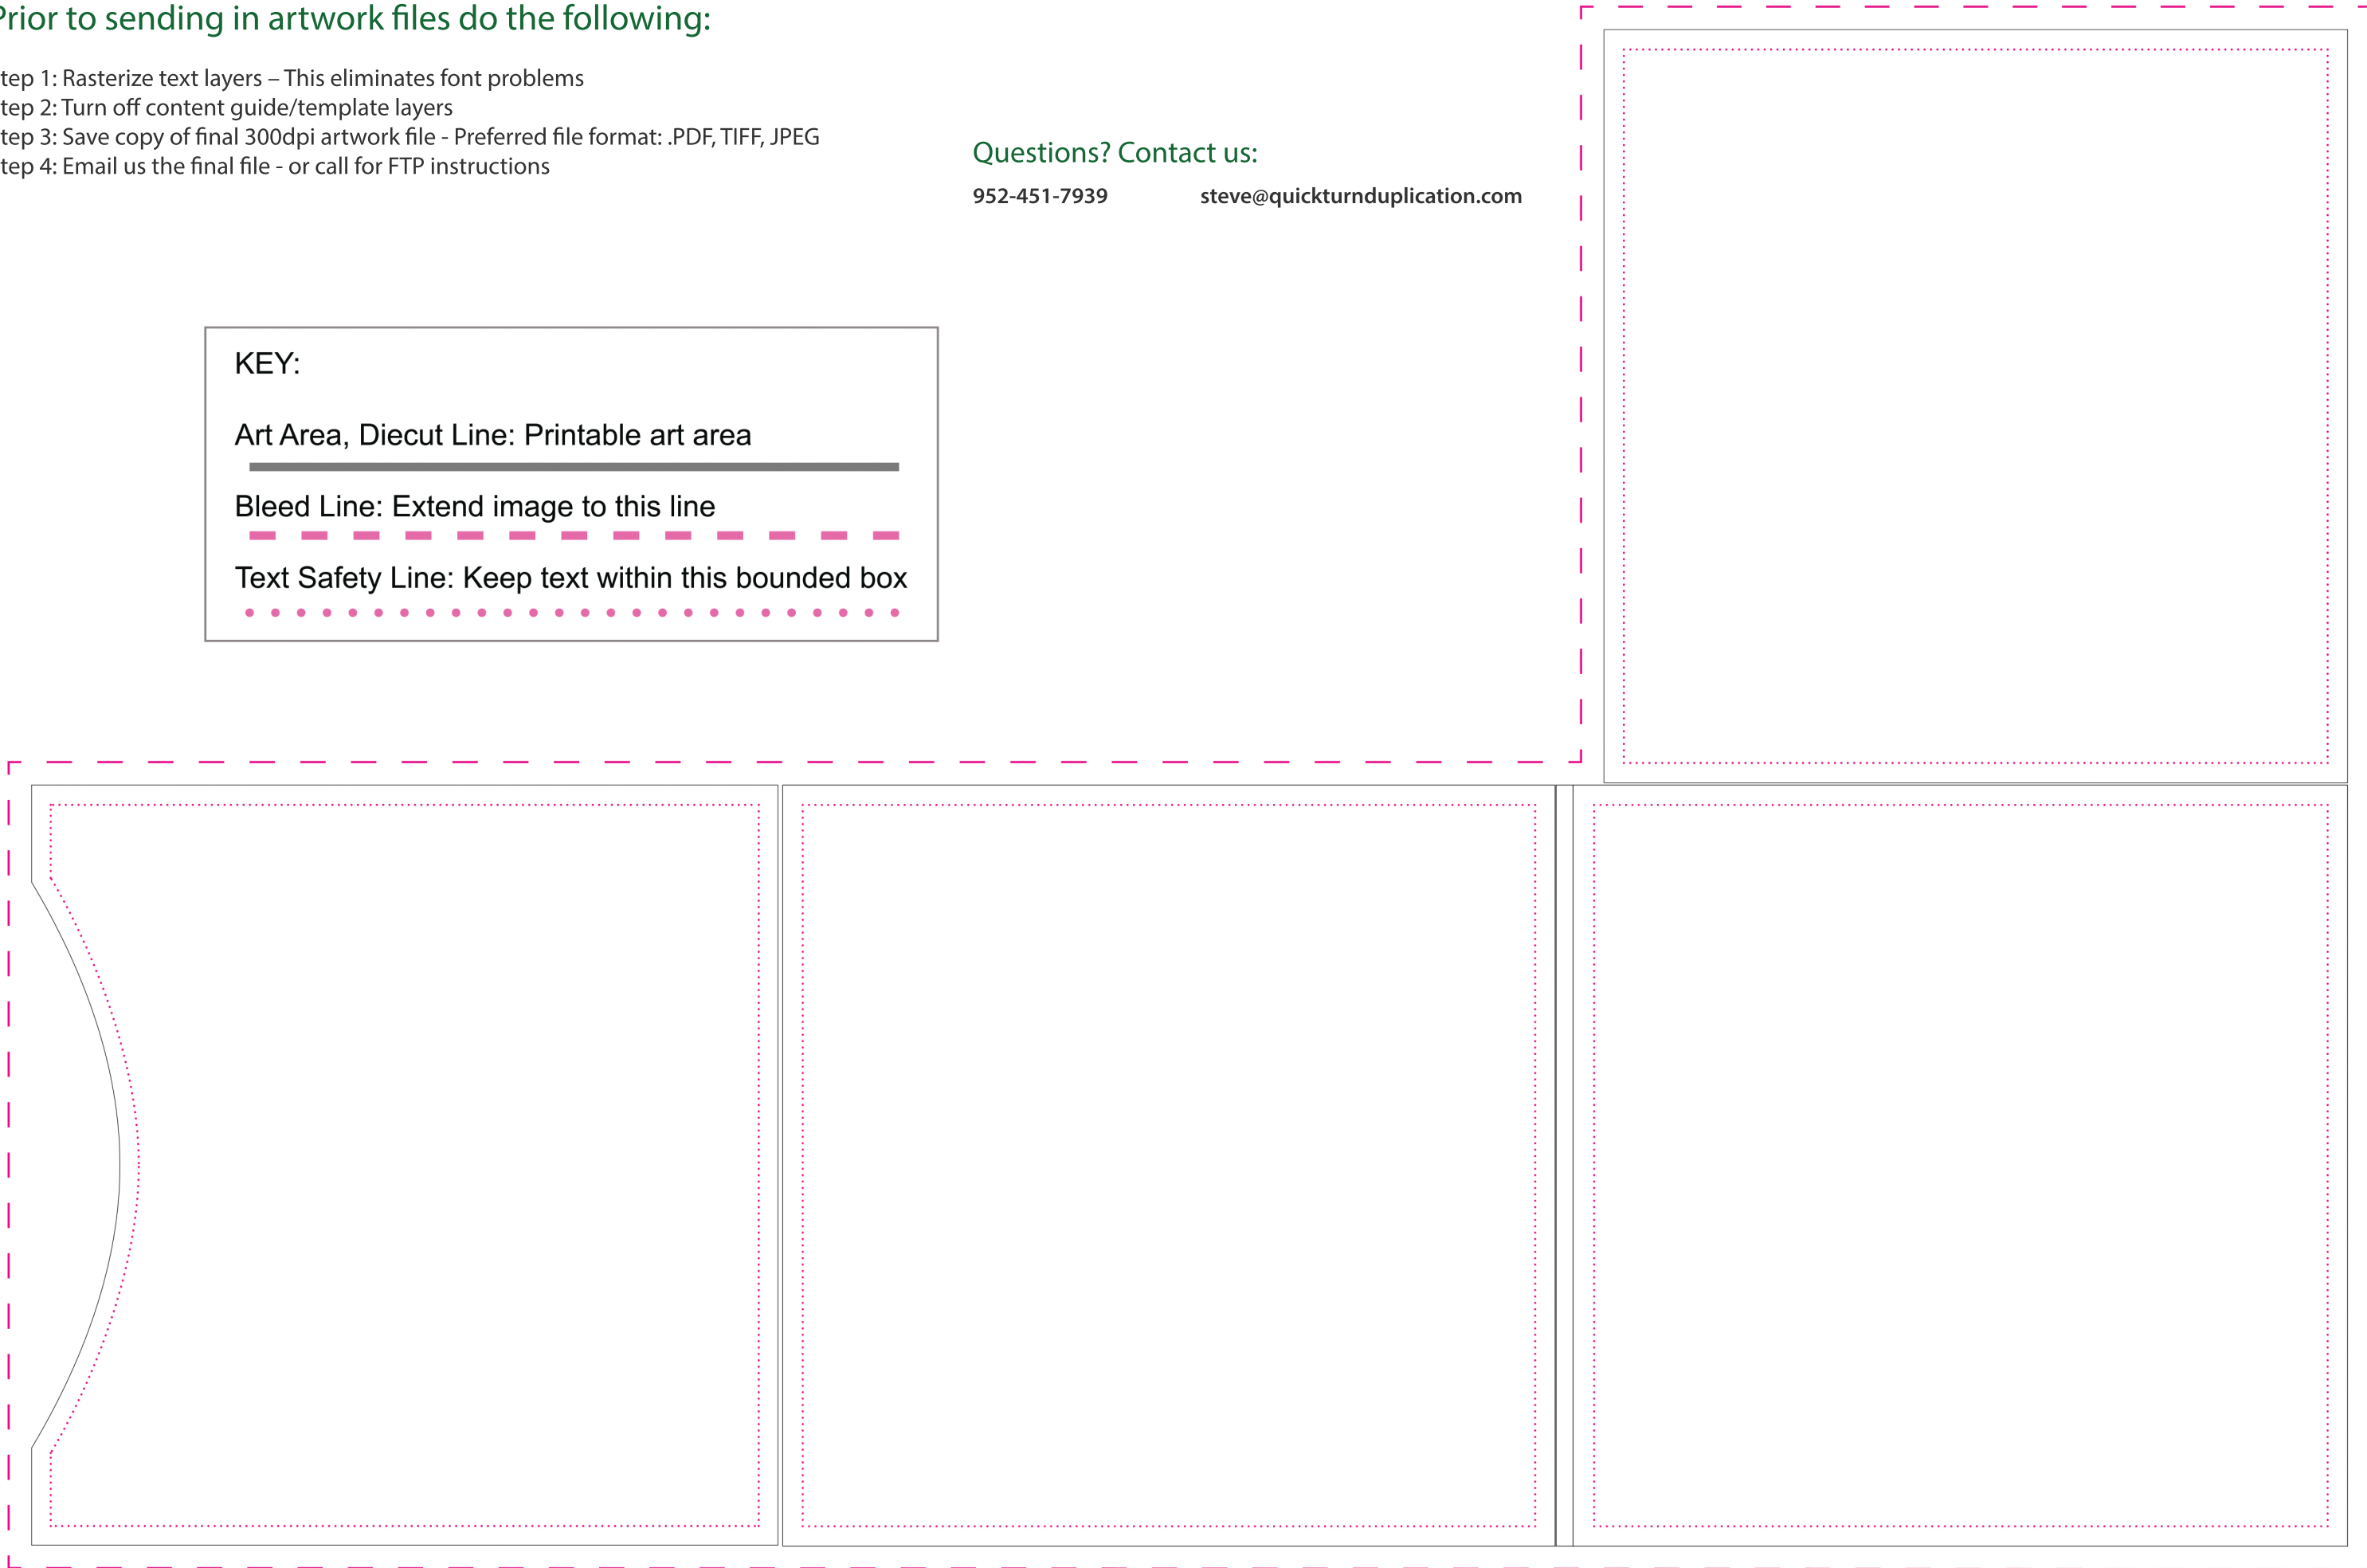 Prior to sending in artwork files do the following:
tep 1: Rasterize text layers – This eliminates font problems
tep 2: Turn off content guide/template layers
tep 3: Save copy of final 300dpi artwork file - Preferred file format: .PDF, TIFF, JPEG
tep 4: Email us the final file - or call for FTP instructions
Questions? Contact us:
952-451-7939 steve@quickturnduplication.com
KEY:
Art Area, Diecut Line: Printable art area
Bleed Line: Extend image to this line
Text Safety Line: Keep text within this bounded box